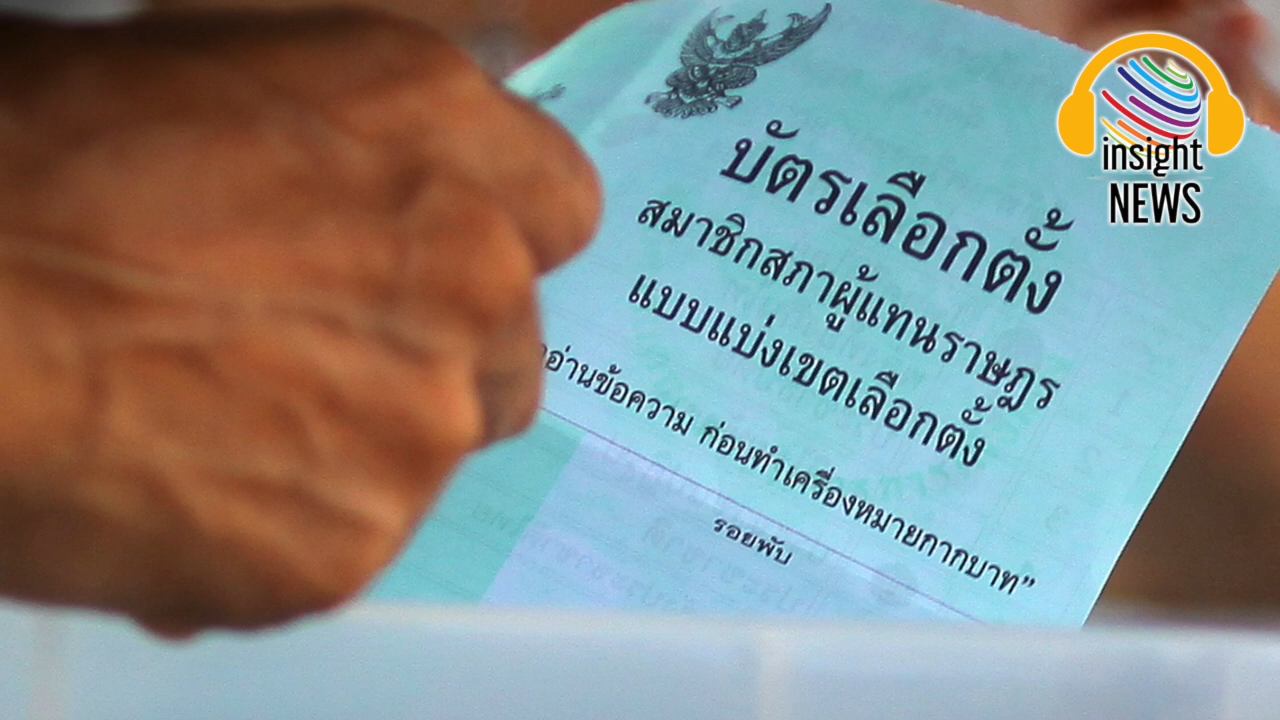 insight
NEWS
บัตรเลือกตั้ง
สมาชิกสภาผู้แทนราษฎร
แบบแบ่งเขตเลือกตั้ง
อ่านข้อความ ก่อนทำเครื่องหมายกากบาท”
รอยพับ